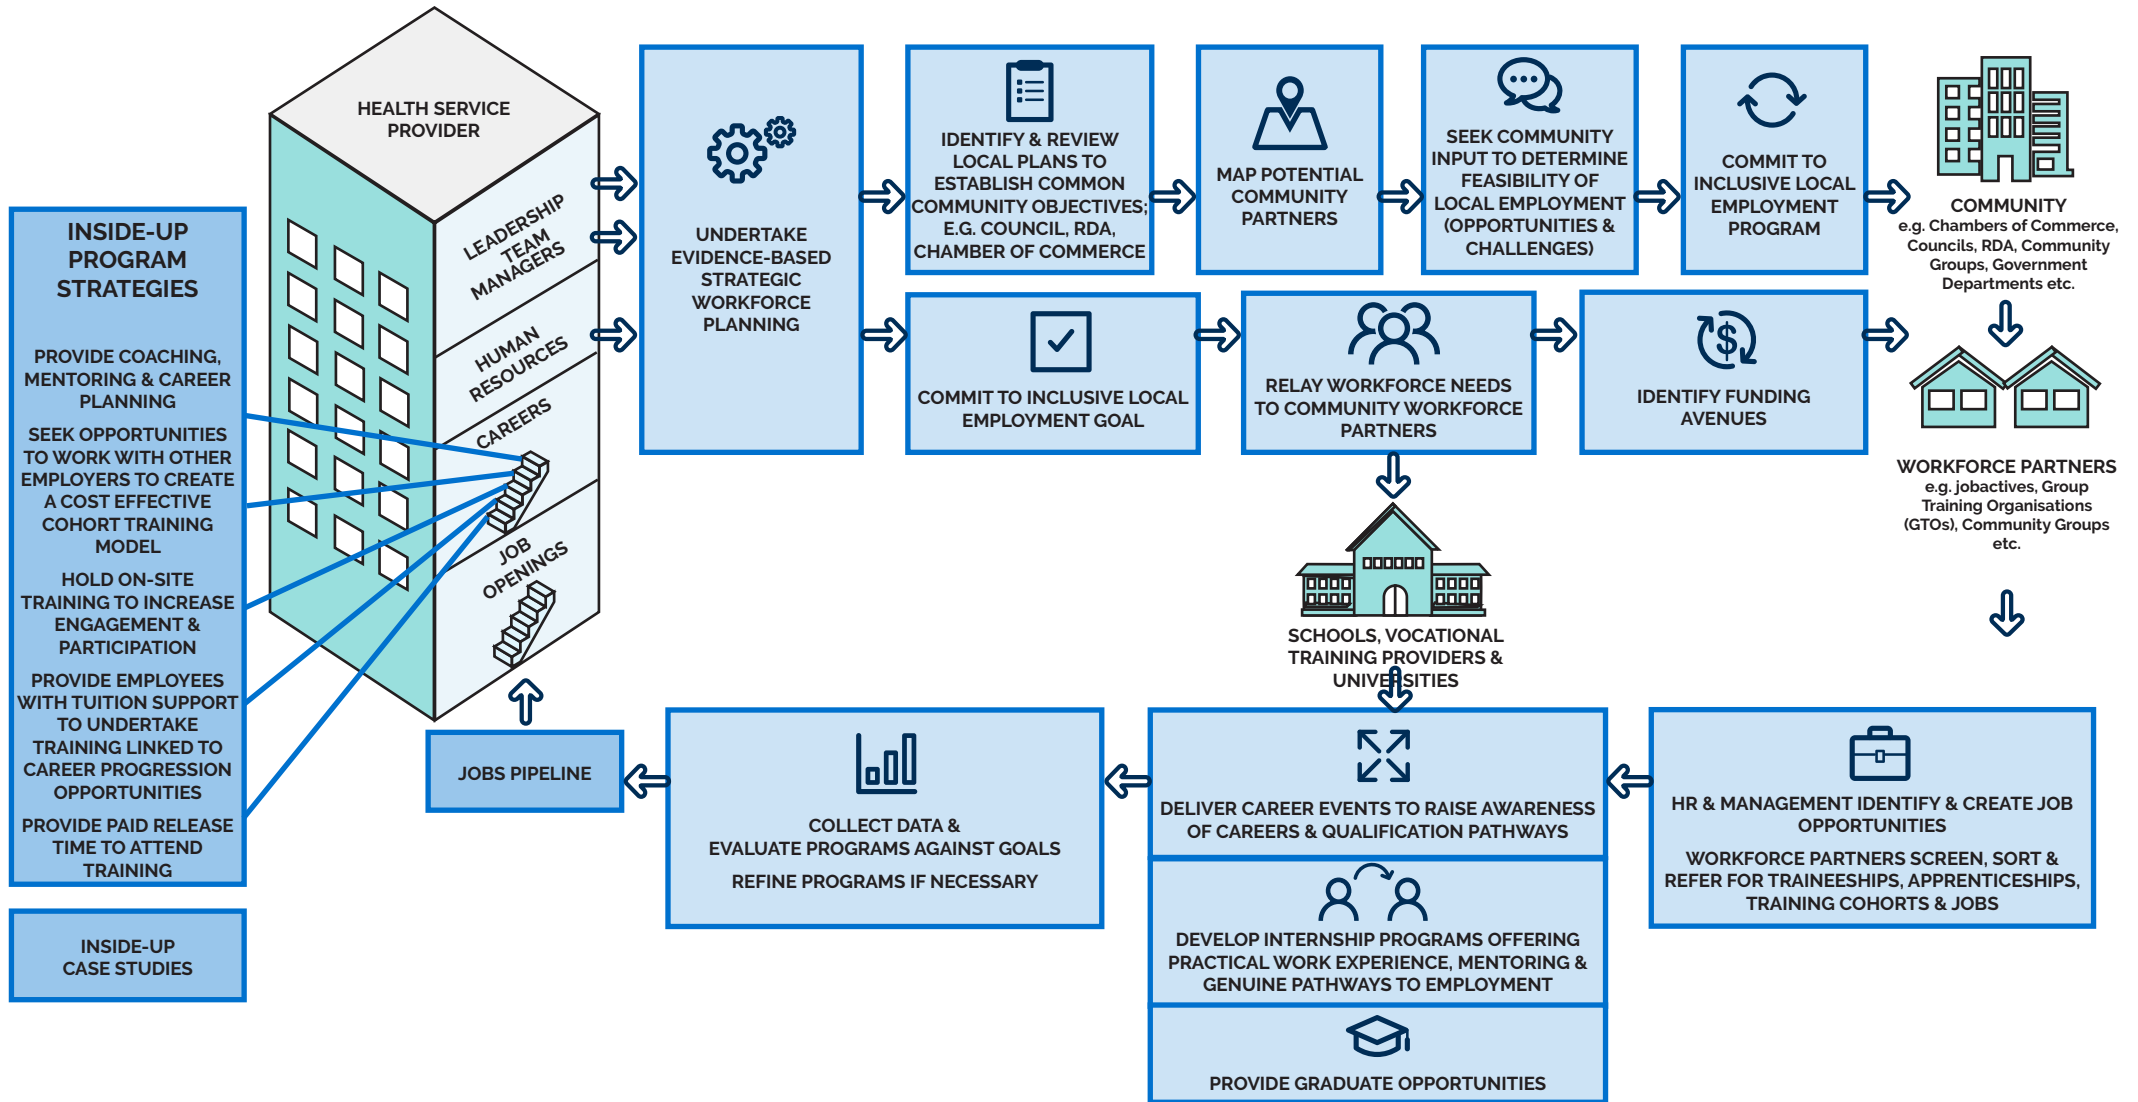 HEALTH SERVICE
PROVIDER
LEADERSHIP
TEAM
MANAGERS
HUMAN
RESOURCES
CAREERS
JOB
OPENINGS
INSIDE-UP
PROGRAM
STRATEGIES
PROVIDE COACHING,
MENTORING & CAREER
PLANNING
SEEK OPPORTUNITIES
TO WORK WITH OTHER
EMPLOYERS TO CREATE
A COST EFFECTIVE
COHORT TRAINING
MODEL
HOLD ON-SITE
TRAINING TO INCREASE
ENGAGEMENT &
PARTICIPATION
PROVIDE EMPLOYEES
WITH TUITION SUPPORT
TO UNDERTAKE
TRAINING LINKED TO
CAREER PROGRESSION
OPPORTUNITIES
PROVIDE PAID RELEASE
TIME TO ATTEND
TRAINING
INSIDE-UP
CASE STUDIES
UNDERTAKE
EVIDENCE-BASED
STRATEGIC
WORKFORCE
PLANNING
IDENTIFY & REVIEW
LOCAL PLANS TO
ESTABLISH COMMON
COMMUNITY OBJECTIVES;
E.G. COUNCIL, RDA,
CHAMBER OF COMMERCE
MAP POTENTIAL
COMMUNITY
PARTNERS
SEEK COMMUNITY
INPUT TO DETERMINE
FEASIBILITY OF
LOCAL EMPLOYMENT
(OPPORTUNITIES &
CHALLENGES)
COMMIT TO
INCLUSIVE LOCAL
EMPLOYMENT
PROGRAM
COMMUNITY
e.g. Chambers of Commerce,
Councils, RDA, Community
Groups, Government
Departments etc.
COMMIT TO INCLUSIVE LOCAL
EMPLOYMENT GOAL
RELAY WORKFORCE NEEDS
TO COMMUNITY WORKFORCE
PARTNERS
$
IDENTIFY FUNDING
AVENUES
WORKFORCE PARTNERS
e.g. jobactives, Group
Training Organisations
(GTOs), Community Groups
etc.
SCHOOLS, VOCATIONAL
TRAINING PROVIDERS &
UNIVERSITIES
HR & MANAGEMENT IDENTIFY & CREATE JOB
OPPORTUNITIES
WORKFORCE PARTNERS SCREEN, SORT &
REFER FOR TRAINEESHIPS, APPRENTICESHIPS,
TRAINING COHORTS & JOBS
DELIVER CAREER EVENTS TO RAISE AWARENESS
OF CAREERS & QUALIFICATION PATHWAYS
DEVELOP INTERNSHIP PROGRAMS OFFERING
PRACTICAL WORK EXPERIENCE, MENTORING &
GENUINE PATHWAYS TO EMPLOYMENT
PROVIDE GRADUATE OPPORTUNITIES
COLLECT DATA &
EVALUATE PROGRAMS AGAINST GOALS
REFINE PROGRAMS IF NECESSARY
JOBS PIPELINE